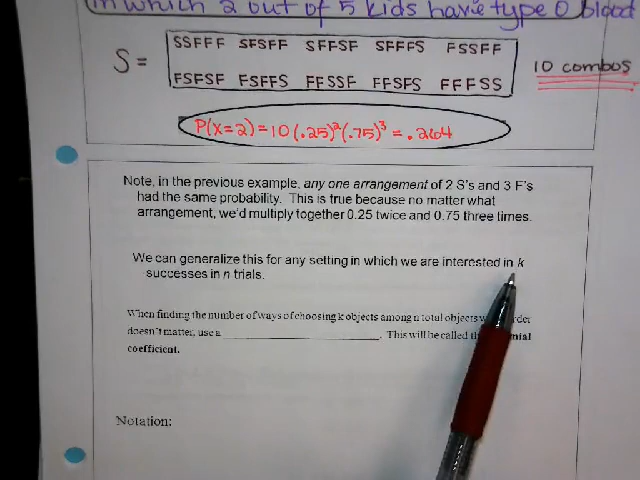 in which 2 out of 5 kids have type O blood
S =
SSFFF SFSFF SFFSF SFFFS FSSFF
FSFSF FSFFS FFSSF FFSFS FFFSS
10 combos
P(X=2) = 10(.25)²(.75)³ = .264
Note, in the previous example, any one arrangement of 2 S's and 3 F's
had the same probability. This is true because no matter what
arrangement, we'd multiply together 0.25 twice and 0.75 three times.
We can generalize this for any setting in which we are interested in k
successes in n trials.
When finding the number of ways of choosing k objects among n total objects
doesn't matter, use a ______________________. This will be called
coefficient.
Notation: